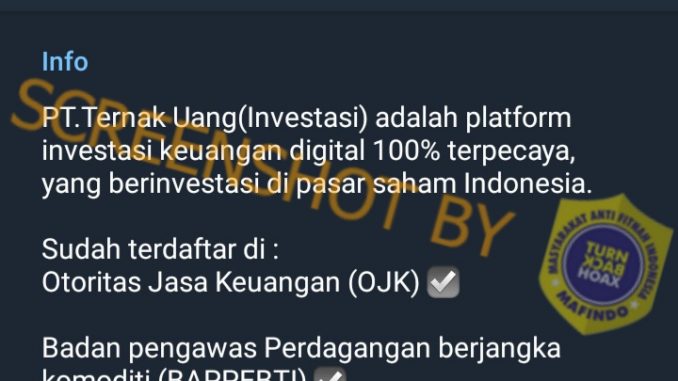 Info
PT.Ternak Uang(Investasi) adalah platform
investasi keuangan digital 100% terpecaya,
yang berinvestasi di pasar saham Indonesia.
Sudah terdaftar di :
Otoritas Jasa Keuangan (OJK) ✔
Badan pengawas Perdagangan berjangka
komoditi (BAPPEBTI) ✔
SCREENSHOT BY
MASYARAKAT ANTI FITNAH INDONESIA
TURN
BACK
HOAX
MAFINDO